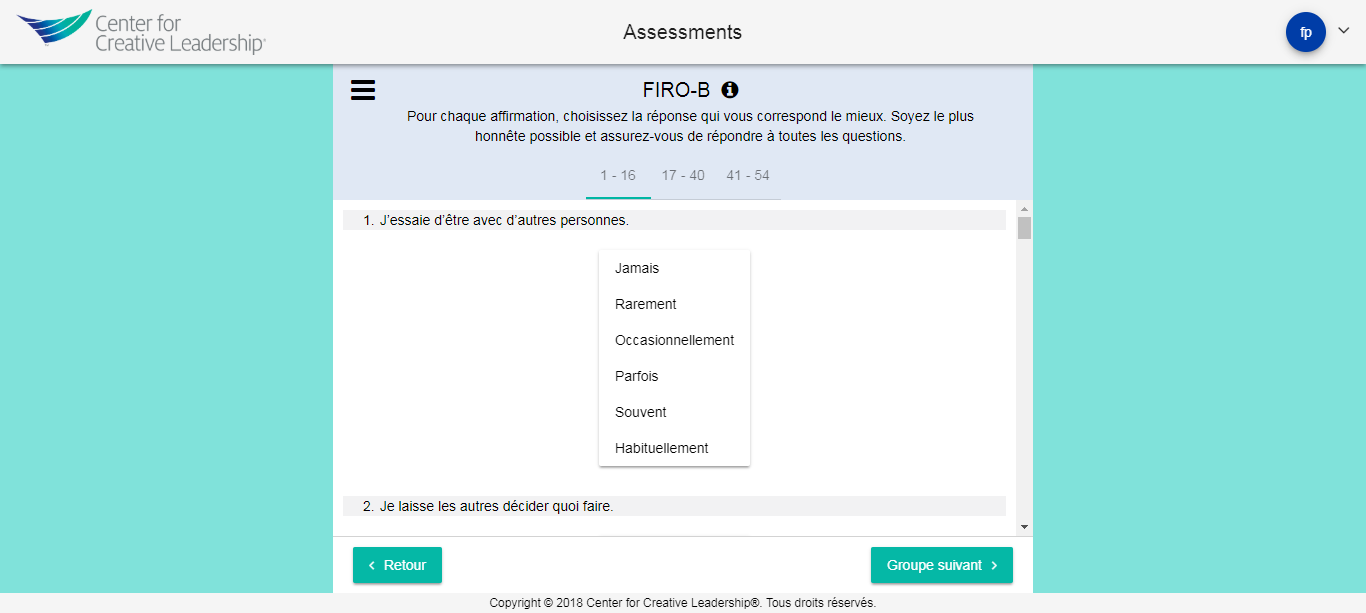 Center for
Creative Leadership®
Assessments
fp
FIRO-B
Pour chaque affirmation, choisissez la réponse qui vous correspond le mieux. Soyez le plus
honnête possible et assurez-vous de répondre à toutes les questions.
1 - 16 17 - 40 41 - 54
1. J’essaie d’être avec d’autres personnes.
Jamais
Rarement
Occasionnellement
Parfois
Souvent
Habituellement
2. Je laisse les autres décider quoi faire.
Retour
Groupe suivant
Copyright © 2018 Center for Creative Leadership®. Tous droits réservés.